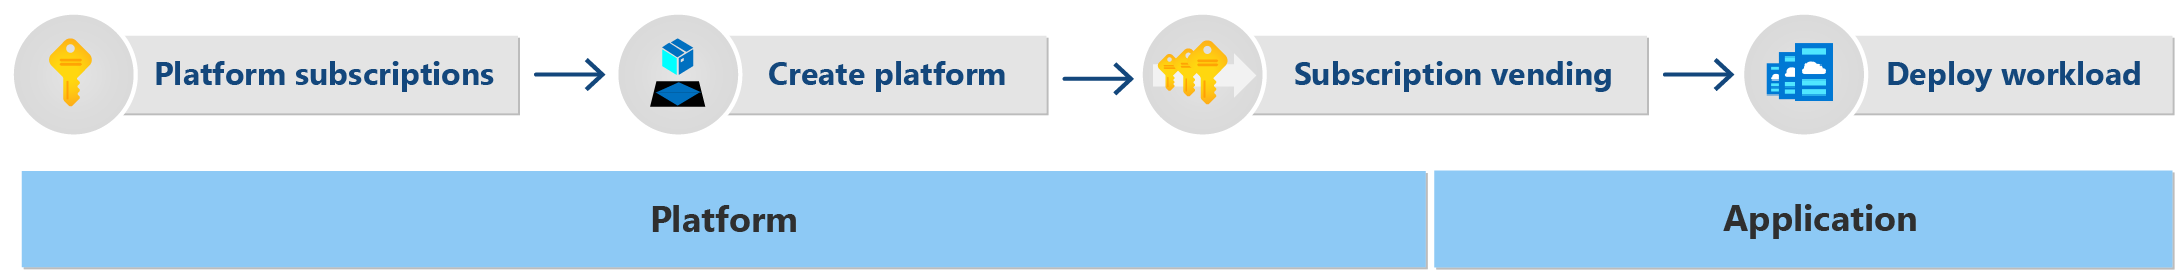 Platform subscriptions
Create platform
Subscription vending
Deploy workload
Platform
Application